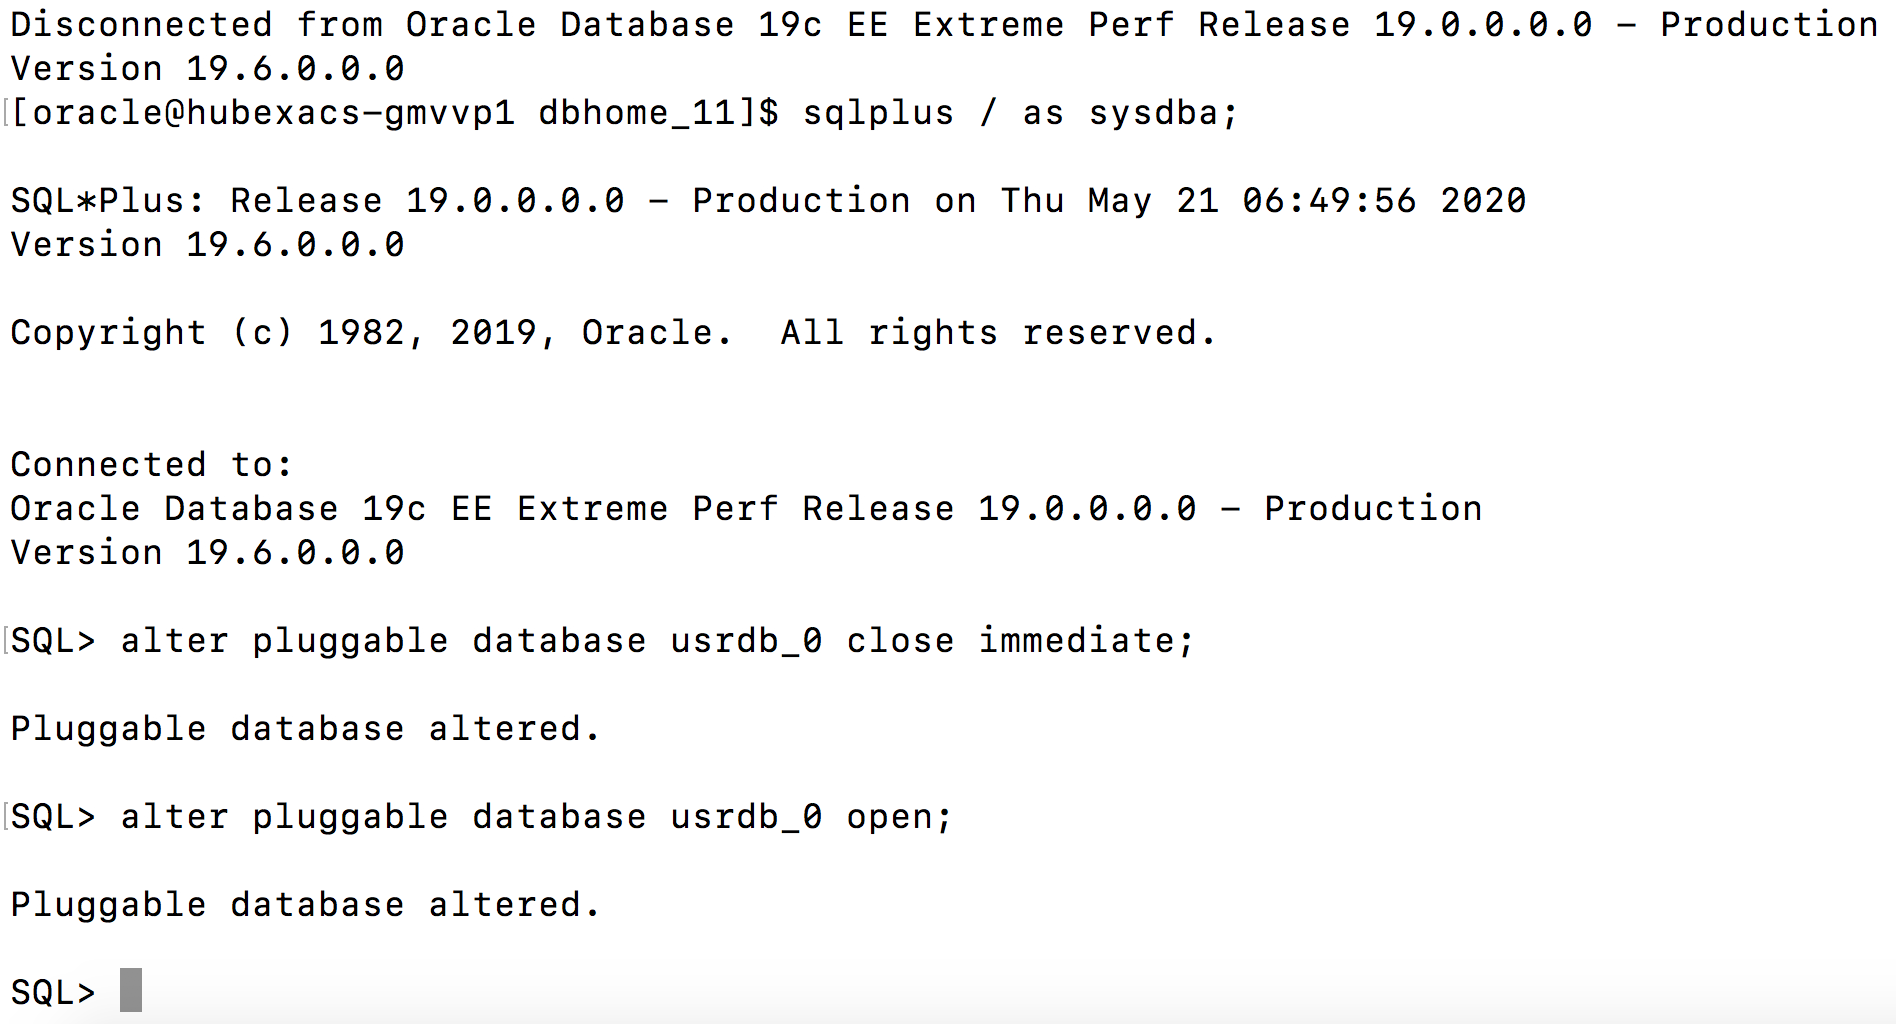 Disconnected from Oracle Database 19c EE Extreme Perf Release 19.0.0.0.0 – Production
Version 19.6.0.0.0
[[oracle@hubexacs-gmvvp1 dbhome_11]$ sqlplus / as sysdba;
SQL*Plus: Release 19.0.0.0.0 – Production on Thu May 21 06:49:56 2020
Version 19.6.0.0.0
Copyright (c) 1982, 2019, Oracle.  All rights reserved.
Connected to:
Oracle Database 19c EE Extreme Perf Release 19.0.0.0.0 – Production
Version 19.6.0.0.0
[SQL> alter pluggable database usrdb_0 close immediate;
Pluggable database altered.
[SQL> alter pluggable database usrdb_0 open;
Pluggable database altered.
SQL>